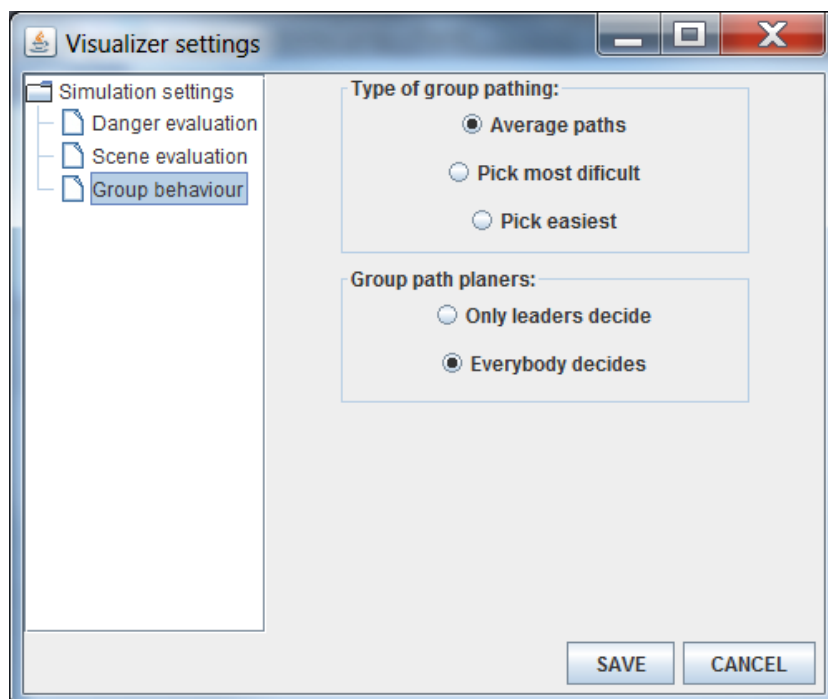 Visualizer settings
Simulation settings
Danger evaluation
Scene evaluation
Group behaviour
Type of group pathing:
Average paths
Pick most dificult
Pick easiest
Group path planers:
Only leaders decide
Everybody decides
SAVE
CANCEL